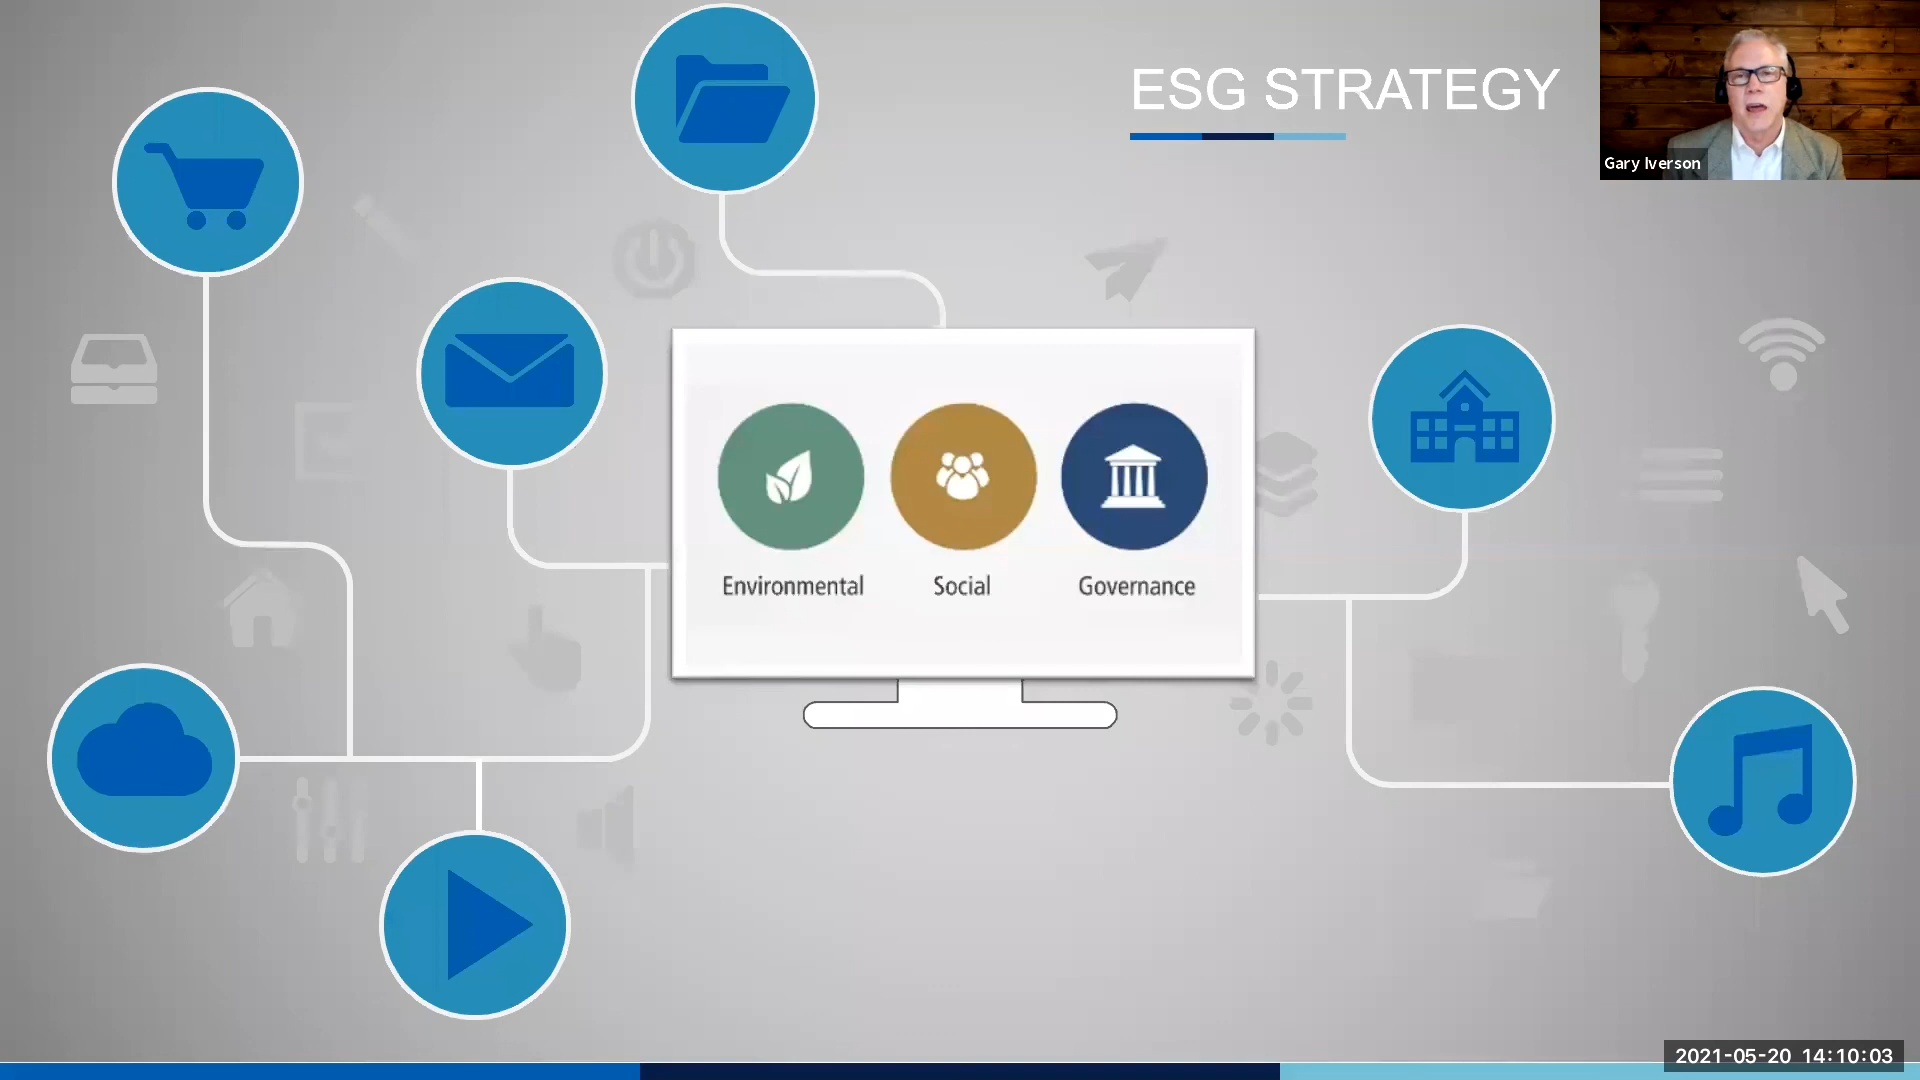 ESG STRATEGY
Gary Iverson
Environmental
Social
Governance
2021-05-20 14:10:03